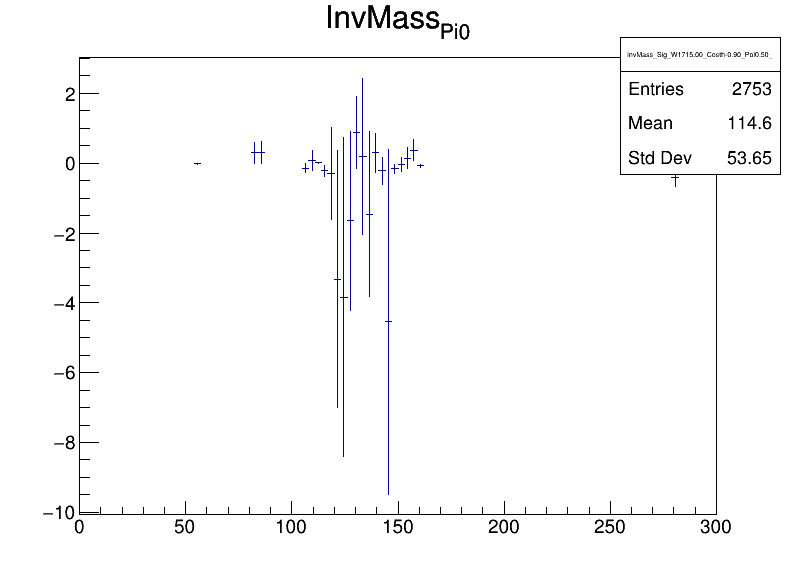 InvMass_Pi0
InvMass_Sig_W1715.00_Costh-0.90_Pol0.50_
Entries 2753
Mean 114.6
Std Dev 53.65
2
0
−2
−4
−6
−8
−10
0 50 100 150 200 250 300